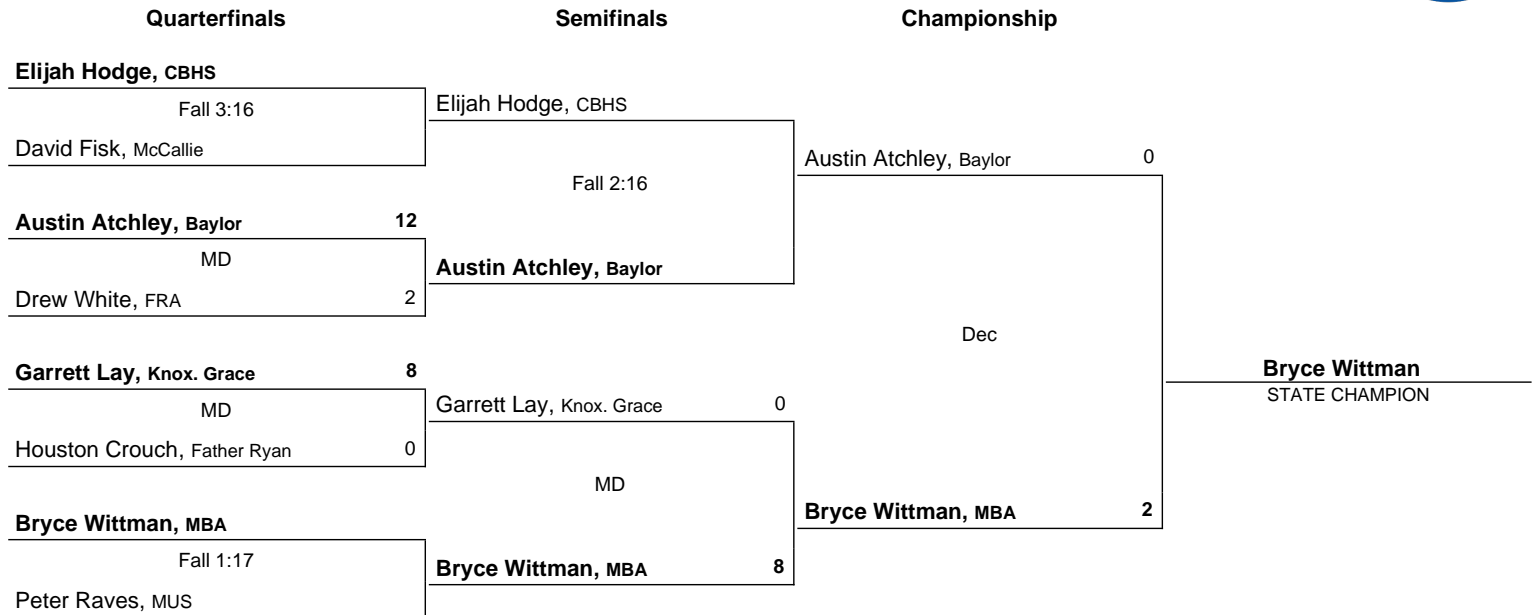 Quarterfinals Semifinals Championship
Elijah Hodge, CBHS
Fall 3:16
David Fisk, McCallie
Austin Atchley, Baylor 12
MD
Drew White, FRA 2
Garrett Lay, Knox. Grace 8
MD
Houston Crouch, Father Ryan 0
Bryce Wittman, MBA
Fall 1:17
Peter Raves, MUS
Elijah Hodge, CBHS
Fall 2:16
Austin Atchley, Baylor
Garrett Lay, Knox. Grace 0
MD
Bryce Wittman, MBA 8
Austin Atchley, Baylor 0
Dec
Bryce Wittman, MBA 2
Bryce Wittman
STATE CHAMPION